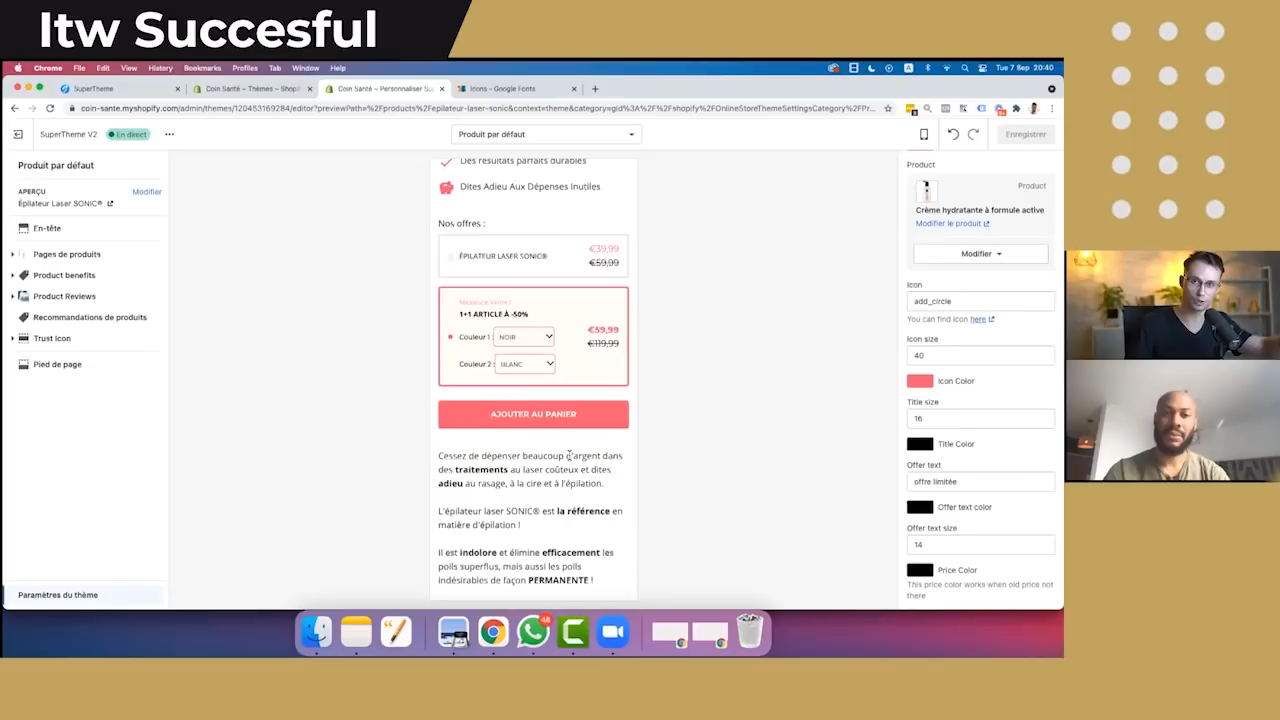 Itw Succesful
Chrome File Edit View History Bookmarks Profiles Tab Window Help
Tue 7 Sep 20:40
SuperTheme
Coin Santé - Thèmes - Shopi
Coin Santé - Personnaliser Su
Icons - Google Fonts
coin-sante.myshopify.com/admin/themes/120453169284/editor?previewPath=%2Fproducts%2Fepilateur-laser-sonic&context=theme&category=gid%3A%2F%2Fshopify%2FOnlineStoreThemeSettingsCategory%2FPr...
SuperTheme V2
En direct
Produit par défaut
Enregistrer
Produit par défaut
APERÇU
Modifier
Épilateur Laser SONIC®
En-tête
Pages de produits
Product benefits
Product Reviews
Recommandations de produits
Trust Icon
Pied de page
Paramètres du thème
Des résultats parfaits durables
Dites Adieu Aux Dépenses Inutiles
Nos offres :
ÉPILATEUR LASER SONIC®
€39,99
€59,99
1+1 ARTICLE À -50%
Couleur 1 :
NOIR
Couleur 2 :
BLANC
€59,99
€119,99
AJOUTER AU PANIER
Cessez de dépenser beaucoup d'argent dans
des traitements au laser coûteux et dites
adieu au rasage, à la cire et à l'épilation.
L'épilateur laser SONIC® est la référence en
matière d'épilation !
Il est indolore et élimine efficacement les
poils superflus, mais aussi les poils
indésirables de façon PERMANENTE !
Product
Product
Crème hydratante à formule active
Modifier le produit
Modifier
Icon
add_circle
You can find icon here
Icon size
40
Icon Color
Title size
16
Title Color
Offer text
offre limitée
Offer text color
Offer text size
14
Price Color
This price color works when old price not
there